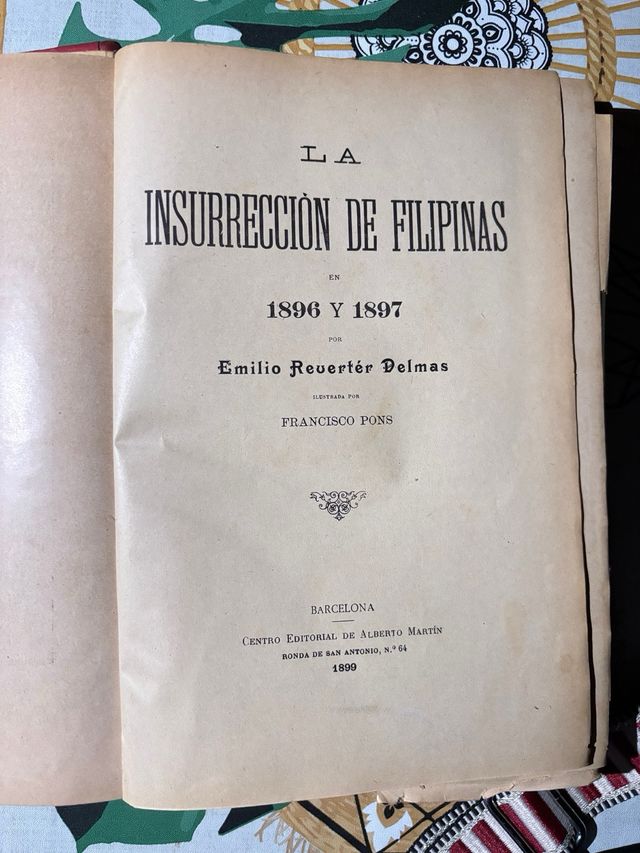 LA
INSURRECCIÒN DE FILIPINAS
EN
1896 Y 1897
POR
Emilio Revertér Delmas
ILUSTRADA POR
FRANCISCO PONS
BARCELONA
CENTRO EDITORIAL DE ALBERTO MARTÍN
RONDA DE SAN ANTONIO, N.º 64
1899